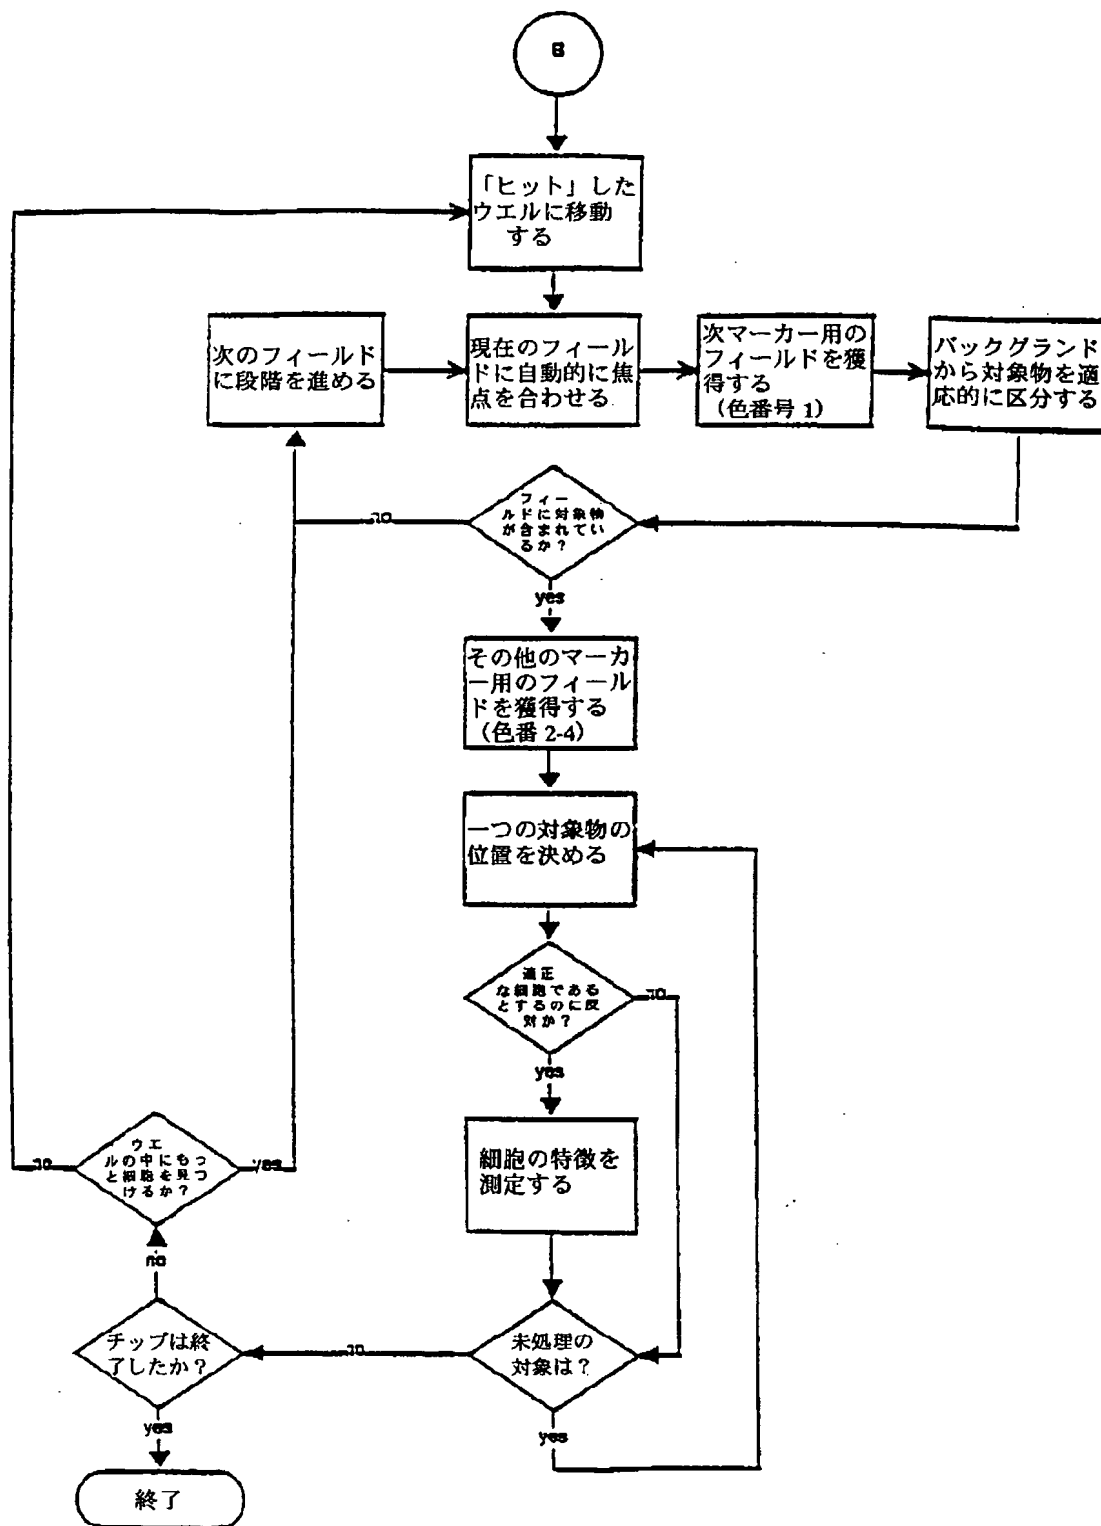 B
「ヒット」した
ウエルに移動
する
次のフィールド
に段階を進める
現在のフィール
ドに自動的に焦
点を合わせる
次マーカー用の
フィールドを獲
得する
(色番号 1)
バックグランド
から対象物を適
応的に区分する
フィー
ルドに対象物
が含まれてい
るか?
no
yes
その他のマーカ
ー用のフィール
ドを獲得する
(色番 2-4)
一つの対象物の
位置を決める
適正
な細胞である
とするのに反
対か?
no
yes
細胞の特徴を
測定する
ウエ
ルの中にもっ
と細胞を見つ
けるか?
no
yes
no
チップは終
了したか?
未処理の
対象は?
no
yes
yes
終了